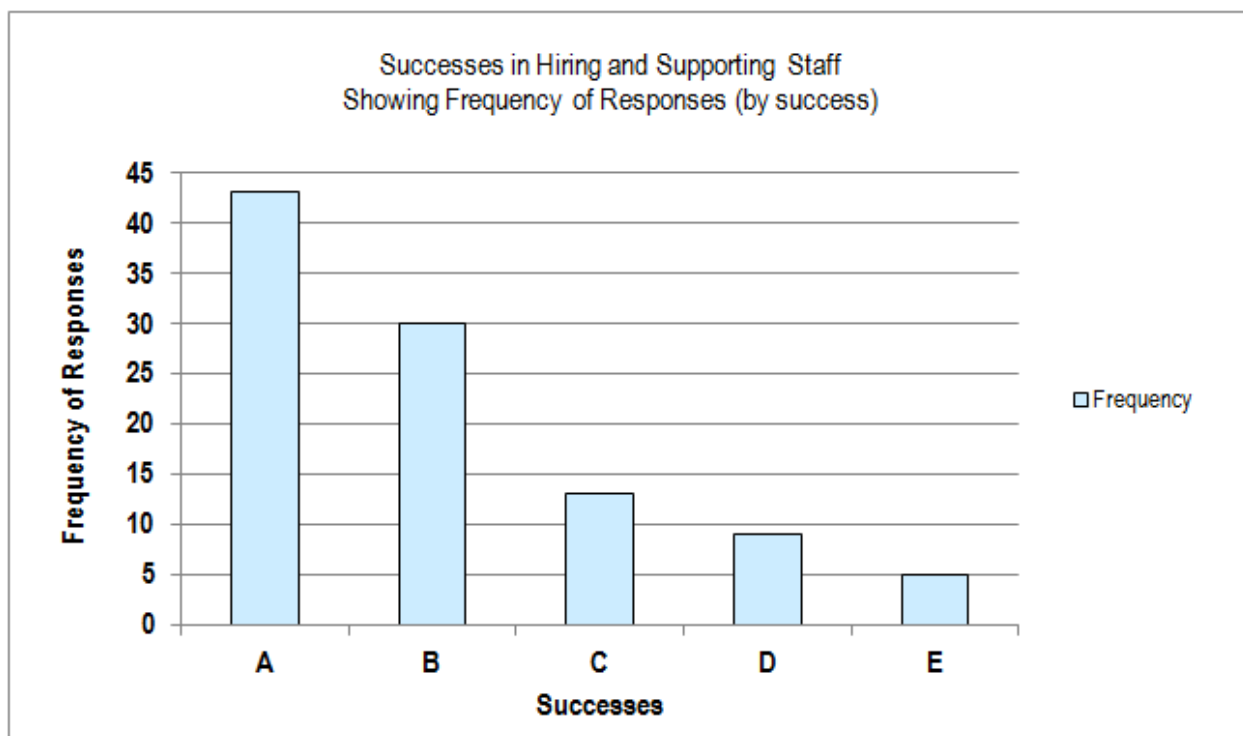 Successes in Hiring and Supporting Staff
Showing Frequency of Responses (by success)
45
40
35
30
25
20
15
10
5
0
Frequency of Responses
A B C D E
Successes
Frequency